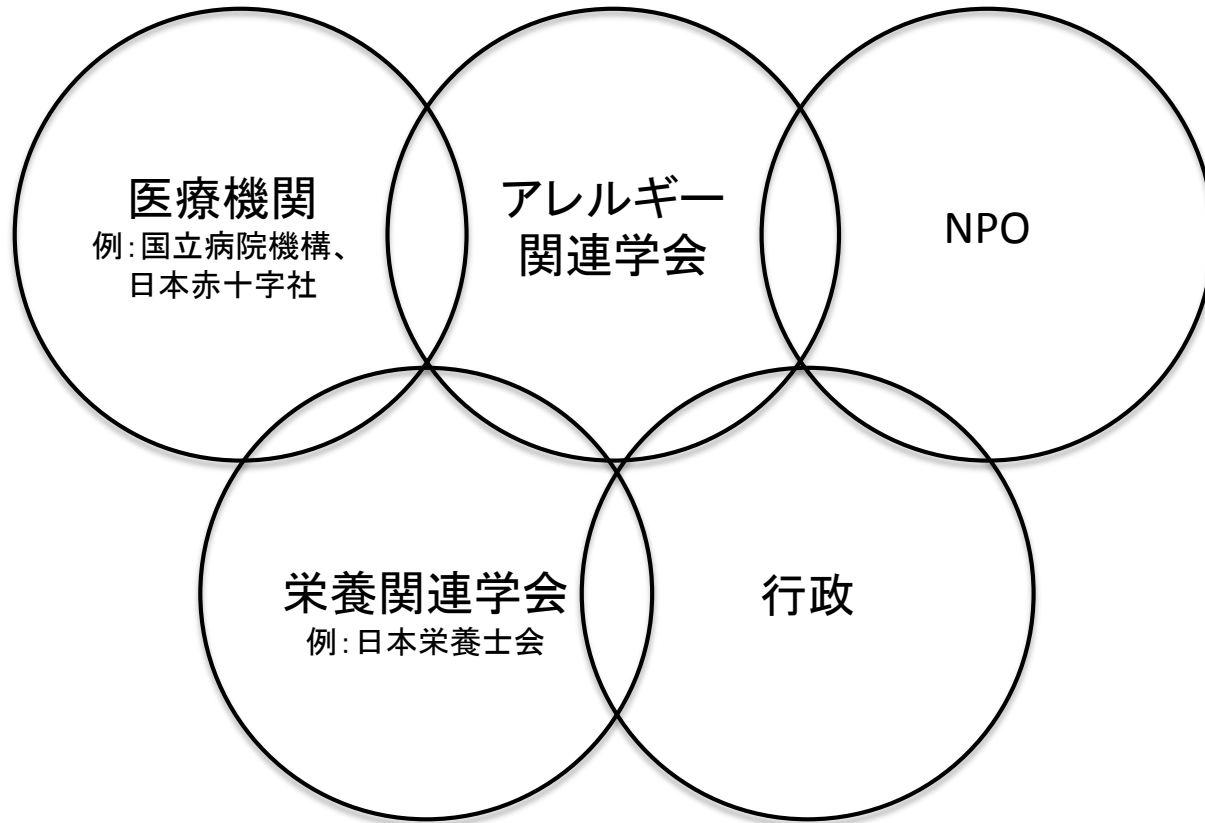 医療機関
例：国立病院機構、
日本赤十字社
アレルギー
関連学会
NPO
栄養関連学会
例：日本栄養士会
行政